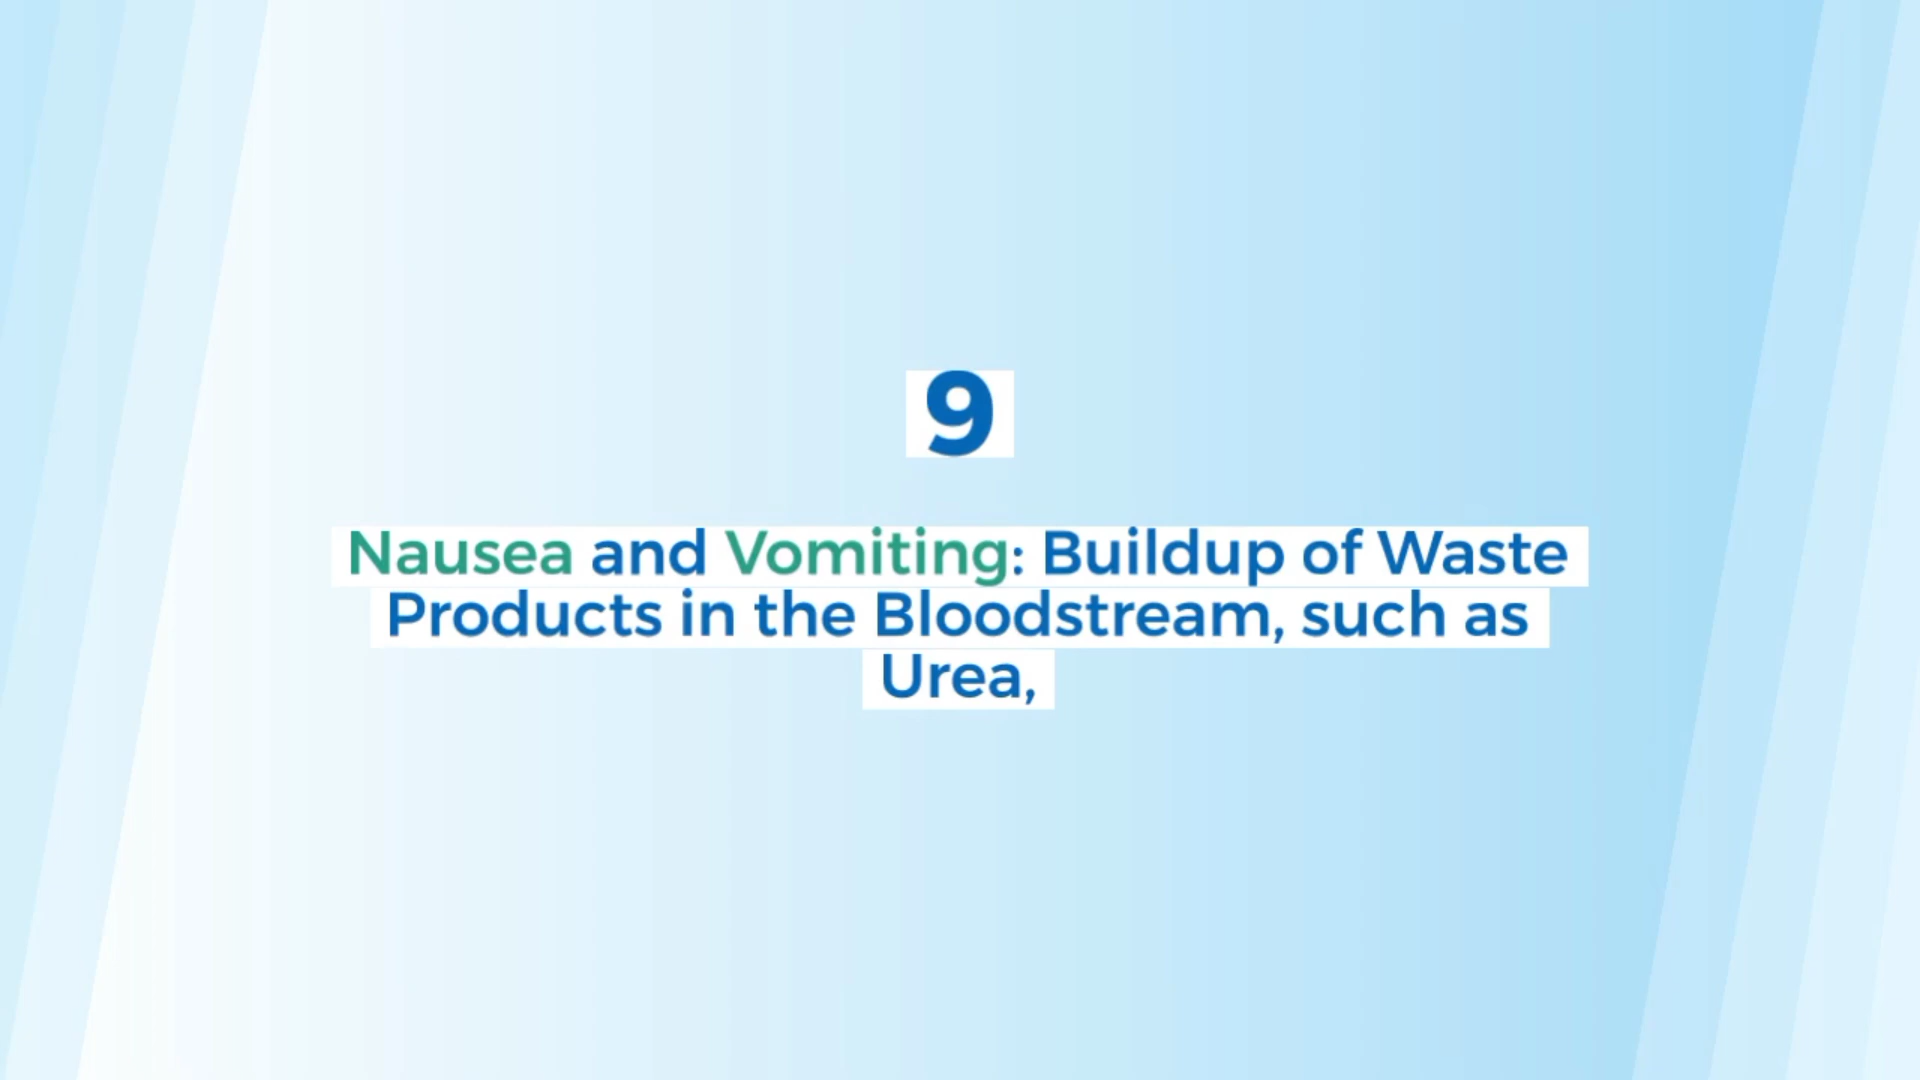 9
Nausea and Vomiting: Buildup of Waste
Products in the Bloodstream, such as
Urea,